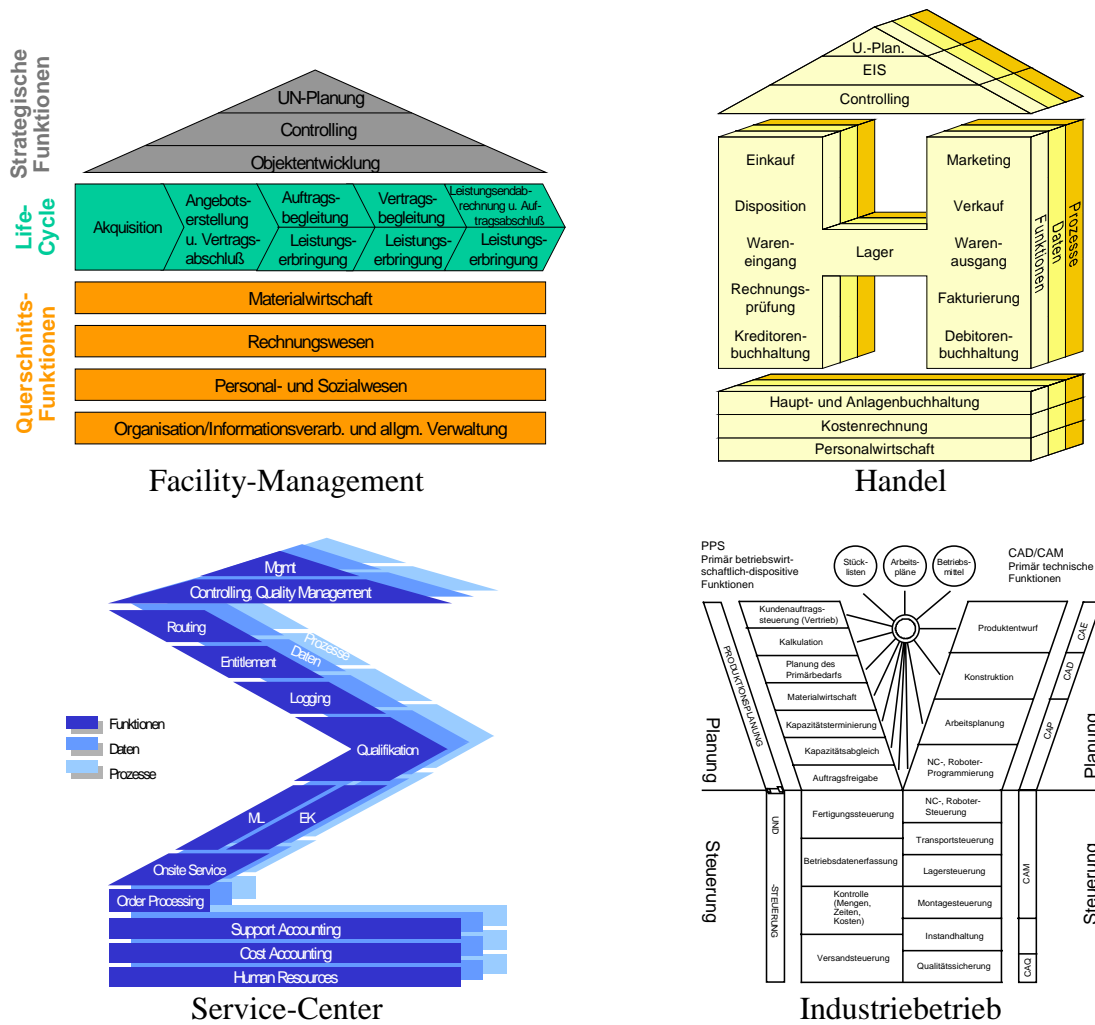 Strategische
Funktionen
UN-Planung
Controlling
Objektentwicklung
Life-
Cycle
Akquisition
Angebots-
erstellung
u. Vertrags-
abschluß
Auftrags-
begleitung
Leistungs-
erbringung
Vertrags-
begleitung
Leistungs-
erbringung
Leistungsendab-
rechnung u. Auf-
tragsabschluß
Leistungs-
erbringung
Querschnitts-
Funktionen
Materialwirtschaft
Rechnungswesen
Personal- und Sozialwesen
Organisation/Informationsverarb. und allgm. Verwaltung
Facility-Management
U.-Plan.
EIS
Controlling
Einkauf
Disposition
Waren-
eingang
Rechnungs-
prüfung
Kreditoren-
buchhaltung
Lager
Marketing
Verkauf
Waren-
ausgang
Fakturierung
Debitoren-
buchhaltung
Funktionen
Daten
Prozesse
Haupt- und Anlagenbuchhaltung
Kostenrechnung
Personalwirtschaft
Handel
Mgmt
Controlling, Quality Management
Routing
Entitlement
Logging
Qualifikation
Prozesse
Daten
Funktionen
Daten
Prozesse
ML
EK
Onsite Service
Order Processing
Support Accounting
Cost Accounting
Human Resources
Service-Center
PPS
Primär betriebswirt-
schaftlich-dispositive
Funktionen
Stück-
listen
Arbeits-
pläne
Betriebs-
mittel
CAD/CAM
Primär technische
Funktionen
Planung
PRODUKTIONSPLANUNG
Kundenauftrags-
steuerung (Vertrieb)
Kalkulation
Planung des
Primärbedarfs
Materialwirtschaft
Kapazitätsterminierung
Kapazitätsabgleich
Auftragsfreigabe
Produktentwurf
Konstruktion
Arbeitsplanung
NC-, Roboter-
Programmierung
CAE
CAD
CAP
Planung
Steuerung
UND
-STEUERUNG
Fertigungssteuerung
Betriebsdatenerfassung
Kontrolle
(Mengen,
Zeiten,
Kosten)
Versandsteuerung
NC-, Roboter-
Steuerung
Transportsteuerung
Lagersteuerung
Montagesteuerung
Instandhaltung
Qualitätssicherung
CAM
CAQ
Steuerung
Industriebetrieb